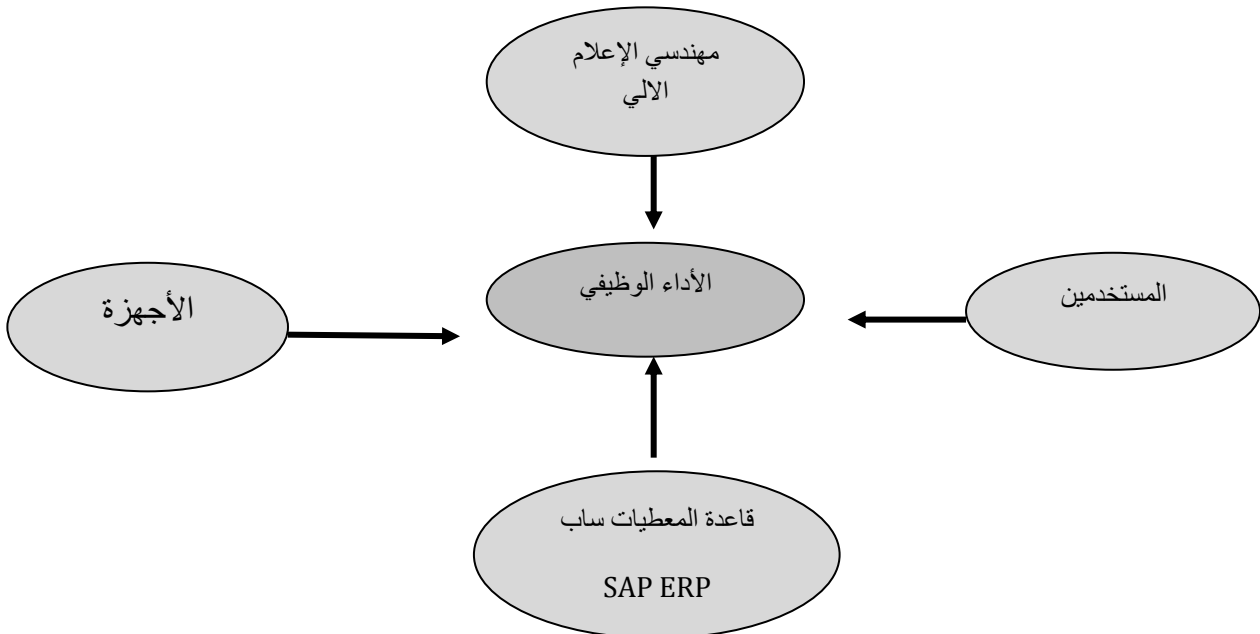 مهندسي الإعلام
الالي
الأداء الوظيفي
المستخدمين
الأجهزة
قاعدة المعطيات ساب
SAP ERP